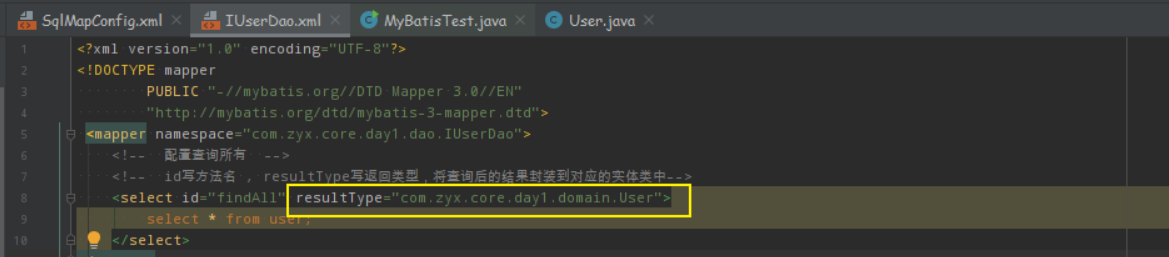 SqlMapConfig.xml × IUserDao.xml × MyBatisTest.java × User.java ×
1 <?xml version="1.0" encoding="UTF-8"?>
2 <!DOCTYPE mapper
3 PUBLIC "-//mybatis.org//DTD Mapper 3.0//EN"
4 "http://mybatis.org/dtd/mybatis-3-mapper.dtd">
5 <mapper namespace="com.zyx.core.day1.dao.IUserDao">
6 <!-- 配置查询所有 -->
7 <!-- id写方法名 , resultType写返回类型，将查询后的结果封装到对应的实体类中-->
8 <select id="findAll" resultType="com.zyx.core.day1.domain.User">
9 select * from user;
10 </select>